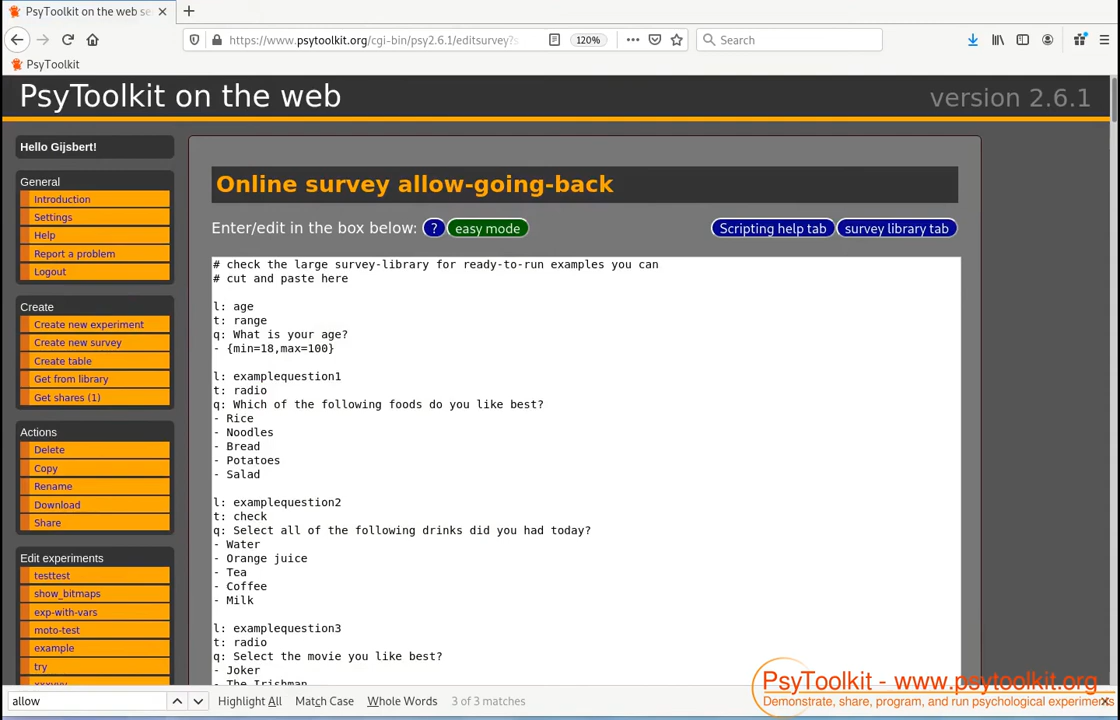 PsyToolkit on the web se
https://www.psytoolkit.org/cgi-bin/psy2.6.1/editsurvey?s
120%
Search
PsyToolkit
PsyToolkit on the web
version 2.6.1
Hello Gijsbert!
General
Introduction
Settings
Help
Report a problem
Logout
Create
Create new experiment
Create new survey
Create table
Get from library
Get shares (1)
Actions
Delete
Copy
Rename
Download
Share
Edit experiments
testtest
show_bitmaps
exp-with-vars
moto-test
example
try
Online survey allow-going-back
Enter/edit in the box below: ? easy mode
Scripting help tab survey library tab
# check the large survey-library for ready-to-run examples you can
# cut and paste here
l: age
t: range
q: What is your age?
- {min=18,max=100}
l: examplequestion1
t: radio
q: Which of the following foods do you like best?
- Rice
- Noodles
- Bread
- Potatoes
- Salad
l: examplequestion2
t: check
q: Select all of the following drinks did you had today?
- Water
- Orange juice
- Tea
- Coffee
- Milk
l: examplequestion3
t: radio
q: Select the movie you like best?
- Joker
- The Irishman
allow
Highlight All Match Case Whole Words 3 of 3 matches
PsyToolkit - www.psytoolkit.org
Demonstrate, share, program, and run psychological experiments